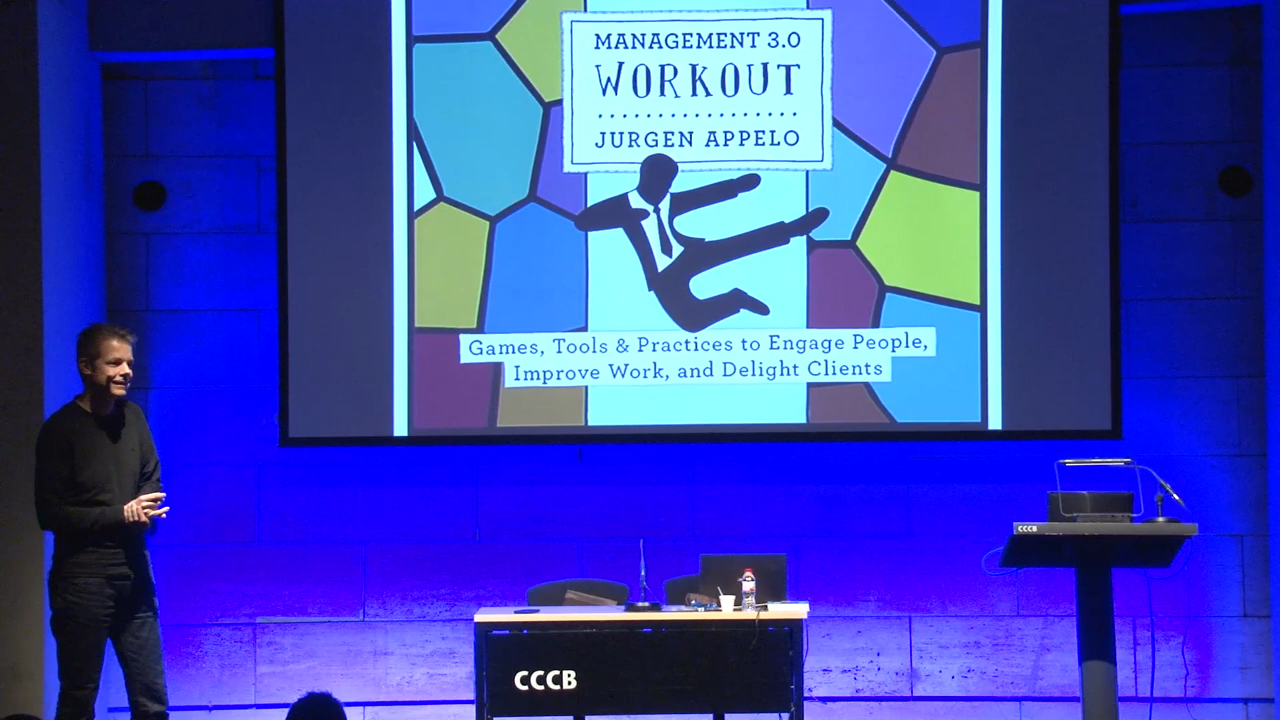 MANAGEMENT 3.0
WORKOUT
JURGEN APPELO
Games, Tools & Practices to Engage People,
Improve Work, and Delight Clients
CCCB
CCCB